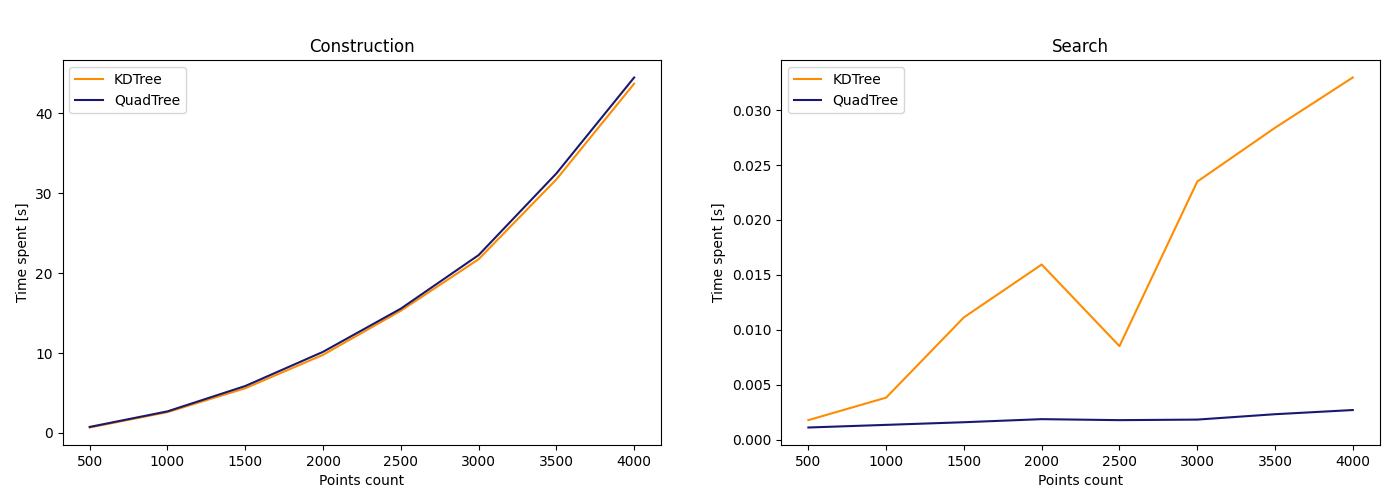 Construction
KDTree
QuadTree
Time spent [s]
40
30
20
10
0
500 1000 1500 2000 2500 3000 3500 4000
Points count
Search
KDTree
QuadTree
Time spent [s]
0.030
0.025
0.020
0.015
0.010
0.005
0.000
500 1000 1500 2000 2500 3000 3500 4000
Points count